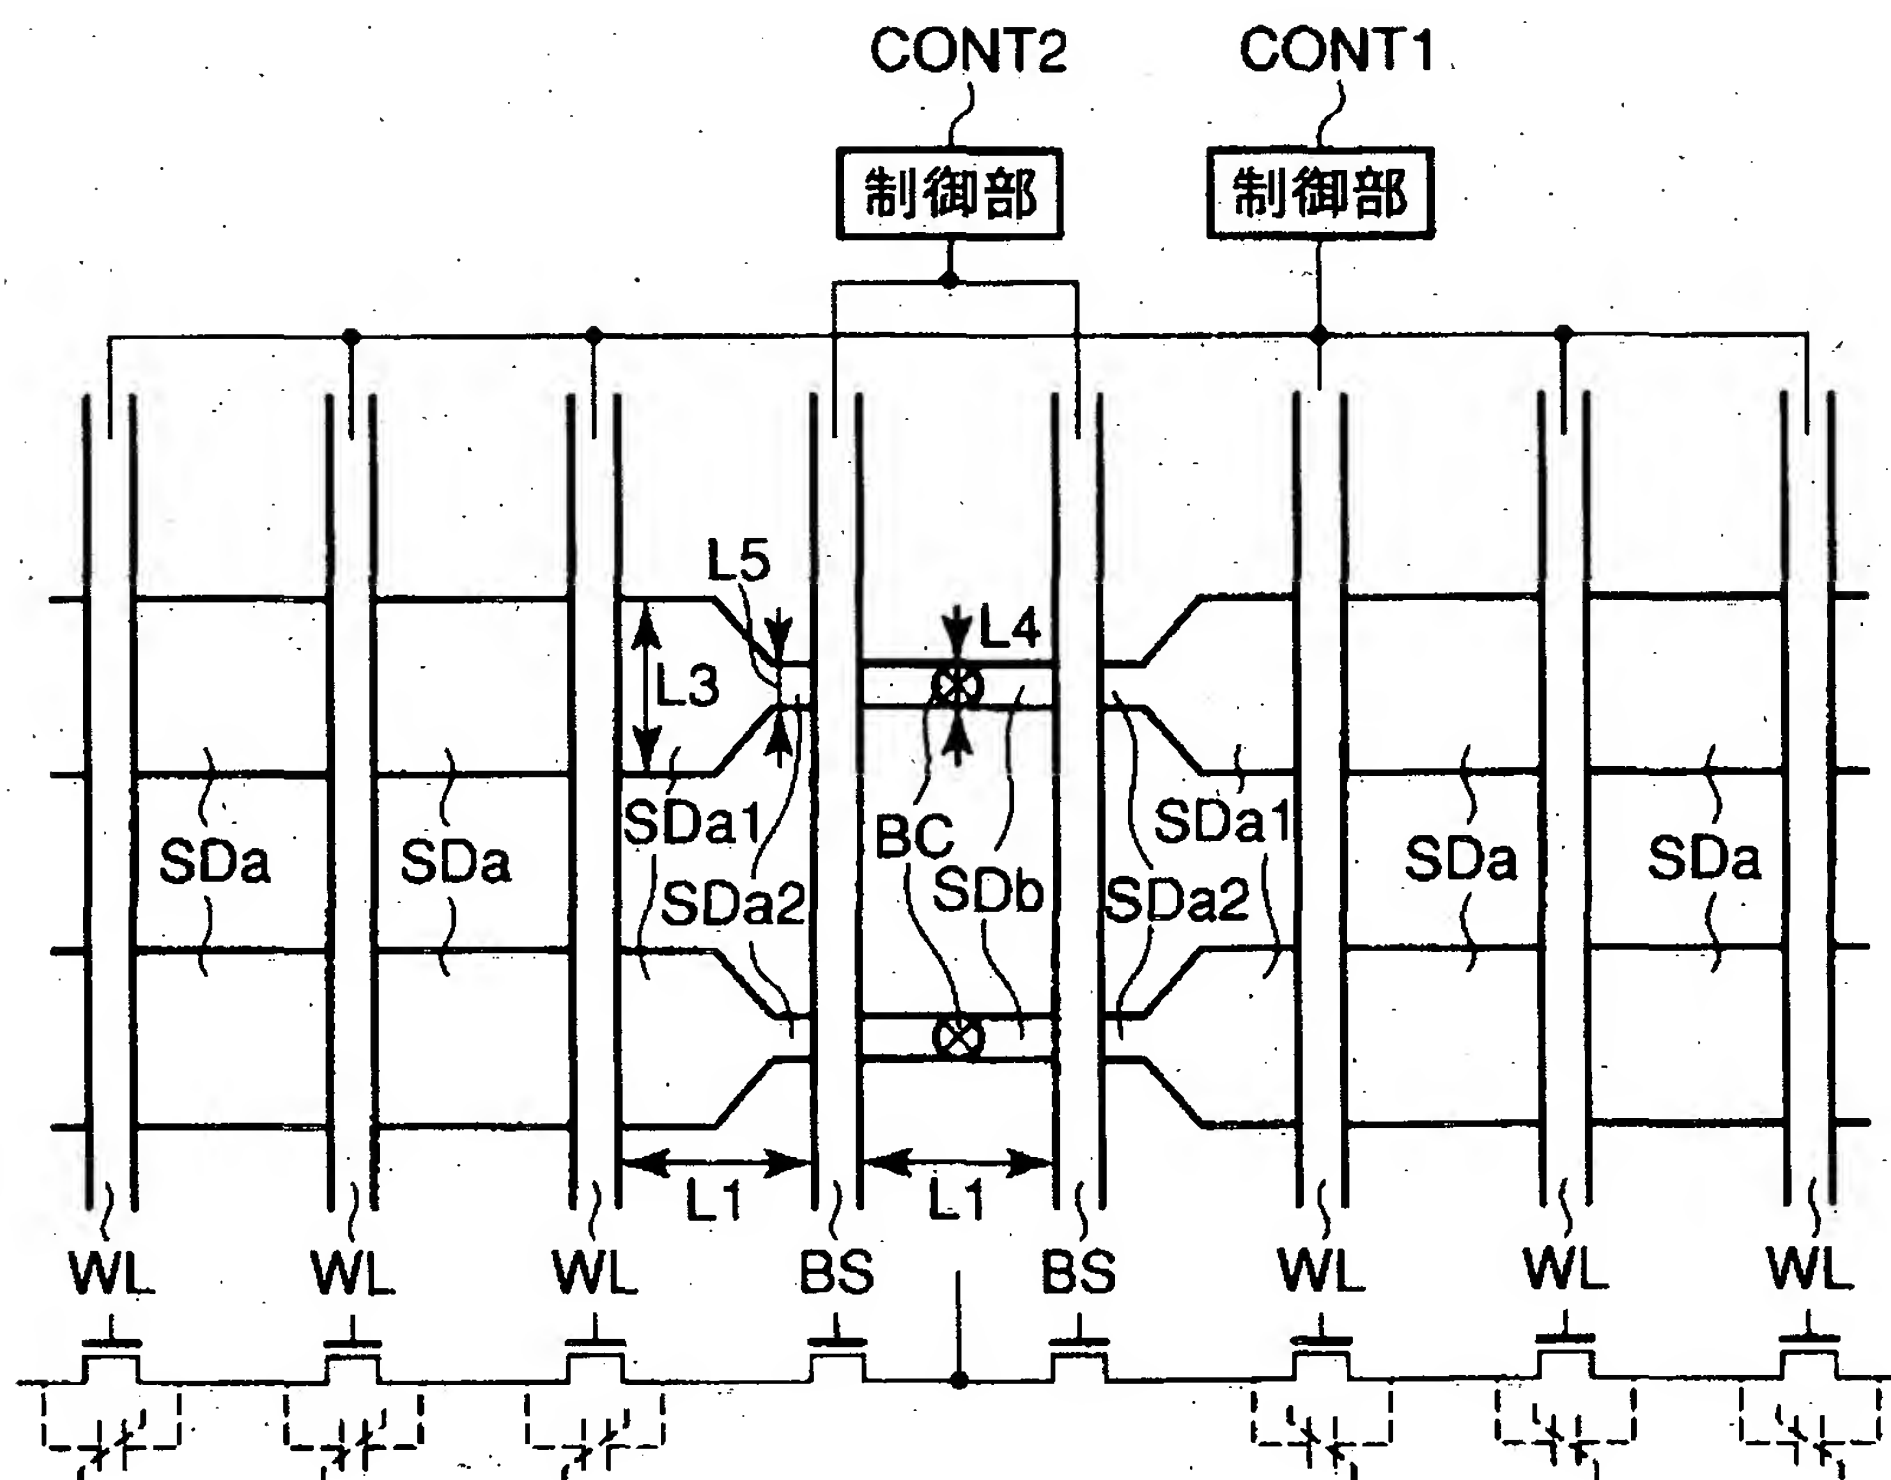 CONT2 CONT1
制御部 制御部
L5
L4
L3
SDa1 BC SDa1
SDa SDa SDa SDa
SDa2 SDb SDa2
L1 L1
WL WL WL BS BS WL WL WL